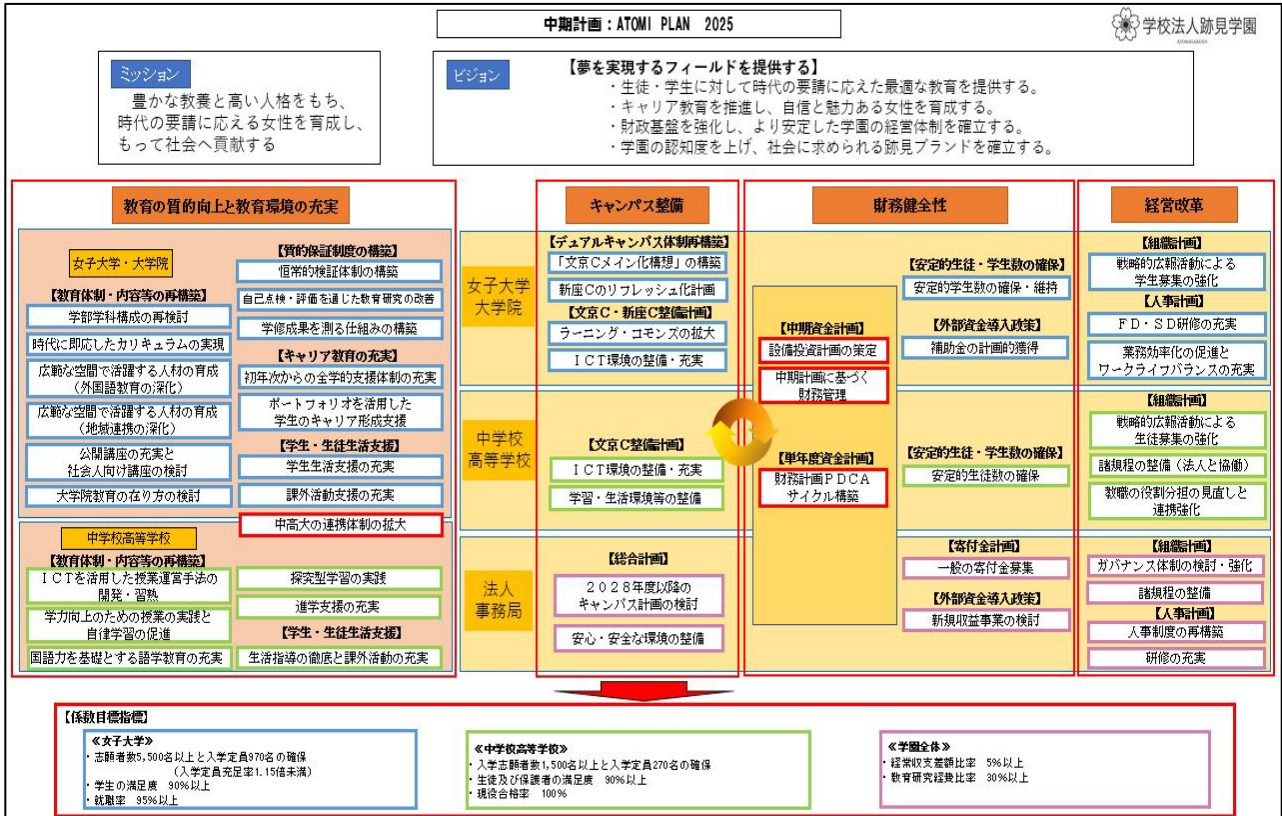 中期計画：ATOMI PLAN 2025
学校法人跡見学園
ミッション
豊かな教養と高い人格をもち、
時代の要請に応える女性を育成し、
もって社会へ貢献する
ビジョン
【夢を実現するフィールドを提供する】
・生徒・学生に対して時代の要請に応えた最適な教育を提供する。
・キャリア教育を推進し、自信と魅力ある女性を育成する。
・財政基盤を強化し、より安定した学園の経営体制を確立する。
・学園の認知度を上げ、社会に求められる跡見ブランドを確立する。
教育の質的向上と教育環境の充実
女子大学・大学院
【教育体制・内容等の再構築】
学部学科構成の再検討
時代に即応したカリキュラムの実現
広範な空間で活躍する人材の育成
（外国語教育の深化）
広範な空間で活躍する人材の育成
（地域連携の深化）
公開講座の充実と
社会人向け講座の検討
大学院教育の在り方の検討
【質的保証制度の構築】
恒常的検証体制の構築
自己点検・評価を通じた教育研究の改善
学修成果を測る仕組みの構築
【キャリア教育の充実】
初年次からの全学的支援体制の充実
ポートフォリオを活用した
学生のキャリア形成支援
【学生・生徒生活支援】
学生生活支援の充実
課外活動支援の充実
中高大の連携体制の拡大
中学校高等学校
【教育体制・内容等の再構築】
ＩＣＴを活用した授業運営手法の
開発・習熟
学力向上のための授業の実践と
自律学習の促進
国語力を基礎とする語学教育の充実
探究型学習の実践
進学支援の充実
【学生・生徒生活支援】
生活指導の徹底と課外活動の充実
キャンパス整備
女子大学
大学院
【デュアルキャンパス体制再構築】
「文京Ｃメイン化構想」の構築
新座Ｃのリフレッシュ化計画
【文京Ｃ・新座Ｃ整備計画】
ラーニング・コモンズの拡大
ＩＣＴ環境の整備・充実
中学校
高等学校
【文京Ｃ整備計画】
ＩＣＴ環境の整備・充実
学習・生活環境等の整備
法人
事務局
【総合計画】
２０２８年度以降の
キャンパス計画の検討
安心・安全な環境の整備
財務健全性
【中期資金計画】
設備投資計画の策定
中期計画に基づく
財務管理
【単年度資金計画】
財務計画ＰＤＣＡ
サイクル構築
【安定的生徒・学生数の確保】
安定的学生数の確保・維持
【外部資金導入政策】
補助金の計画的獲得
【安定的生徒・学生数の確保】
安定的生徒数の確保
【寄付金計画】
一般の寄付金募集
【外部資金導入政策】
新規収益事業の検討
経営改革
【組織計画】
戦略的広報活動による
学生募集の強化
【人事計画】
ＦＤ・ＳＤ研修の充実
業務効率化の促進と
ワークライフバランスの充実
【組織計画】
戦略的広報活動による
生徒募集の強化
諸規程の整備（法人と協働）
教職の役割分担の見直しと
連携強化
【組織計画】
ガバナンス体制の検討・強化
諸規程の整備
【人事計画】
人事制度の再構築
研修の充実
【係数目標指標】
≪女子大学≫
・志願者数5,500名以上と入学定員970名の確保
（入学定員充足率1.15倍未満）
・学生の満足度 90%以上
・就職率 95%以上
≪中学校高等学校≫
・入学志願者数1,500名以上と入学定員270名の確保
・生徒及び保護者の満足度 90%以上
・現役合格率 100%
≪学園全体≫
・経常収支差額比率 5%以上
・教育研究経費比率 30%以上